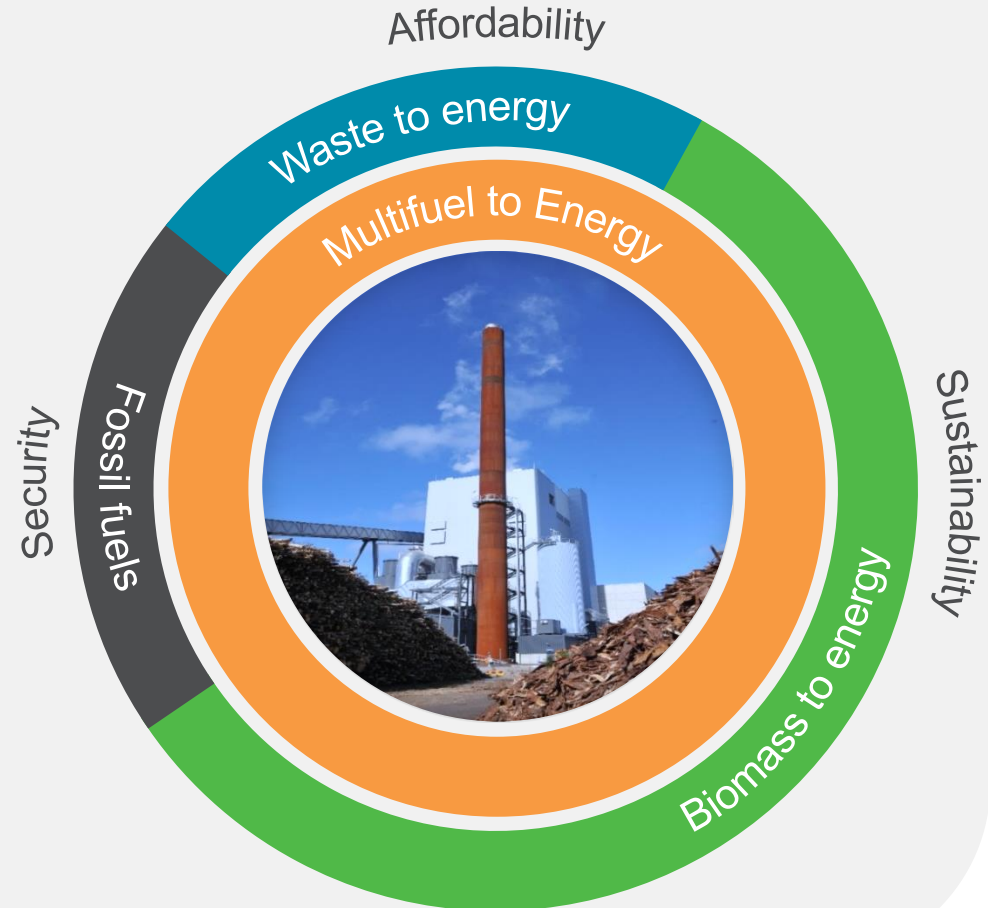 Affordability
Waste to energy
Multifuel to Energy
Security
Fossil fuels
Sustainability
Biomass to energy